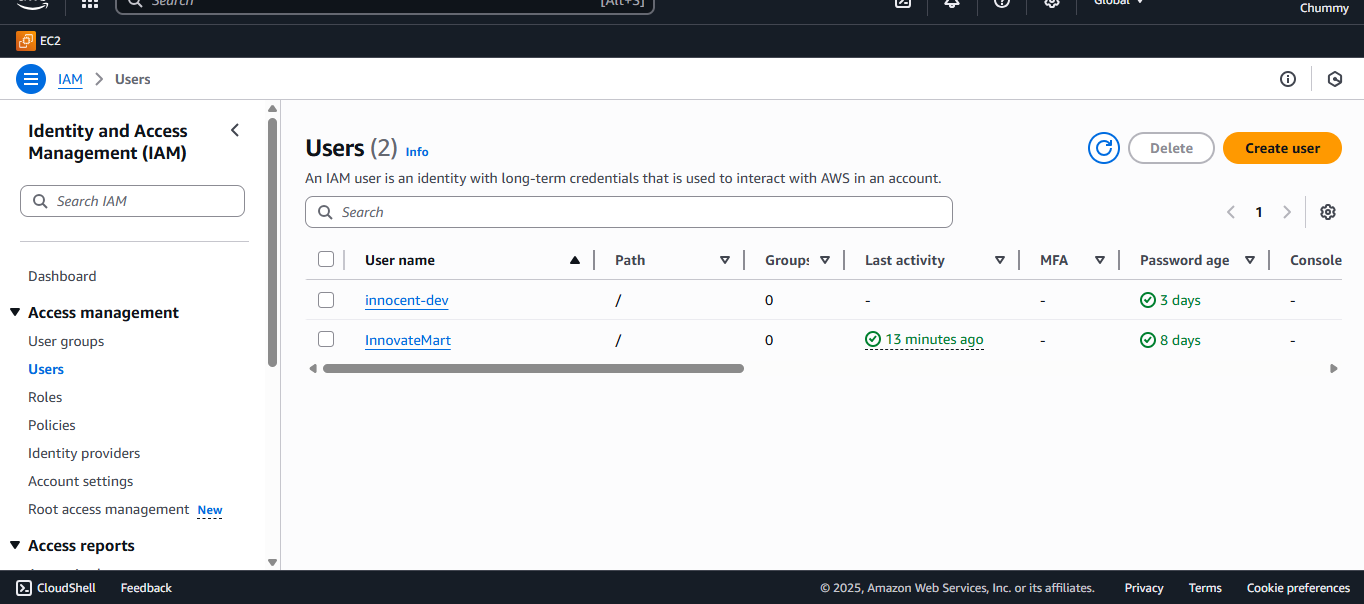 Search [Alt+S] Global Chummy
EC2
IAM > Users
Identity and Access
Management (IAM)
Search IAM
Dashboard
Access management
User groups
Users
Roles
Policies
Identity providers
Account settings
Root access management New
Access reports
Users (2) Info
Delete
Create user
An IAM user is an identity with long-term credentials that is used to interact with AWS in an account.
Search
1
User name Path Group Last activity MFA Password age Console
innocent-dev / 0 - - 3 days -
InnovateMart / 0 13 minutes ago - 8 days -
CloudShell Feedback © 2025, Amazon Web Services, Inc. or its affiliates. Privacy Terms Cookie preferences